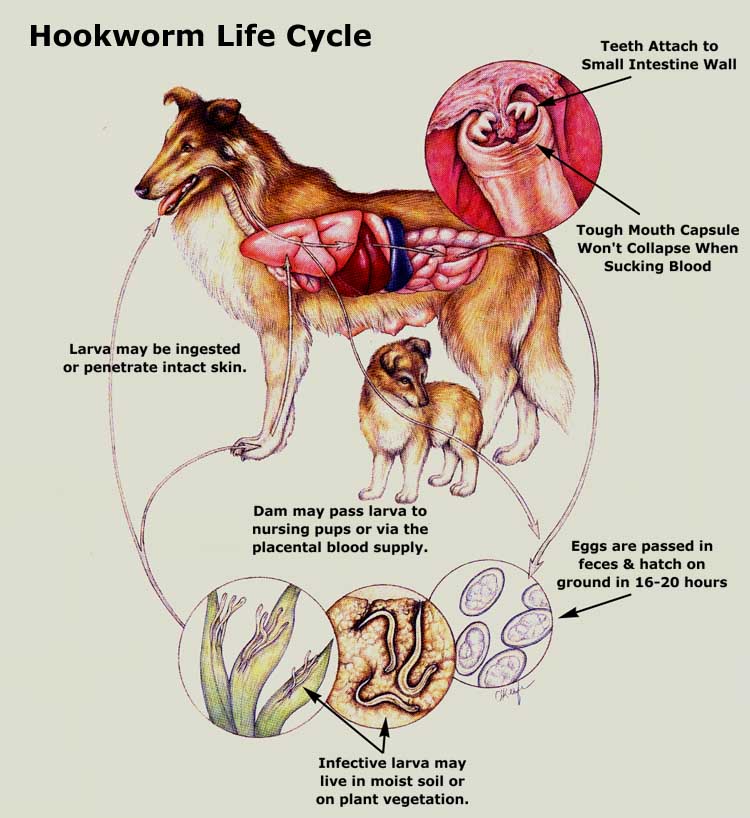 Hookworm Life Cycle
Teeth Attach to
Small Intestine Wall
Tough Mouth Capsule
Won't Collapse When
Sucking Blood
Larva may be ingested
or penetrate intact skin.
Dam may pass larva to
nursing pups or via the
placental blood supply.
Eggs are passed in
feces & hatch on
ground in 16-20 hours
Infective larva may
live in moist soil or
on plant vegetation.